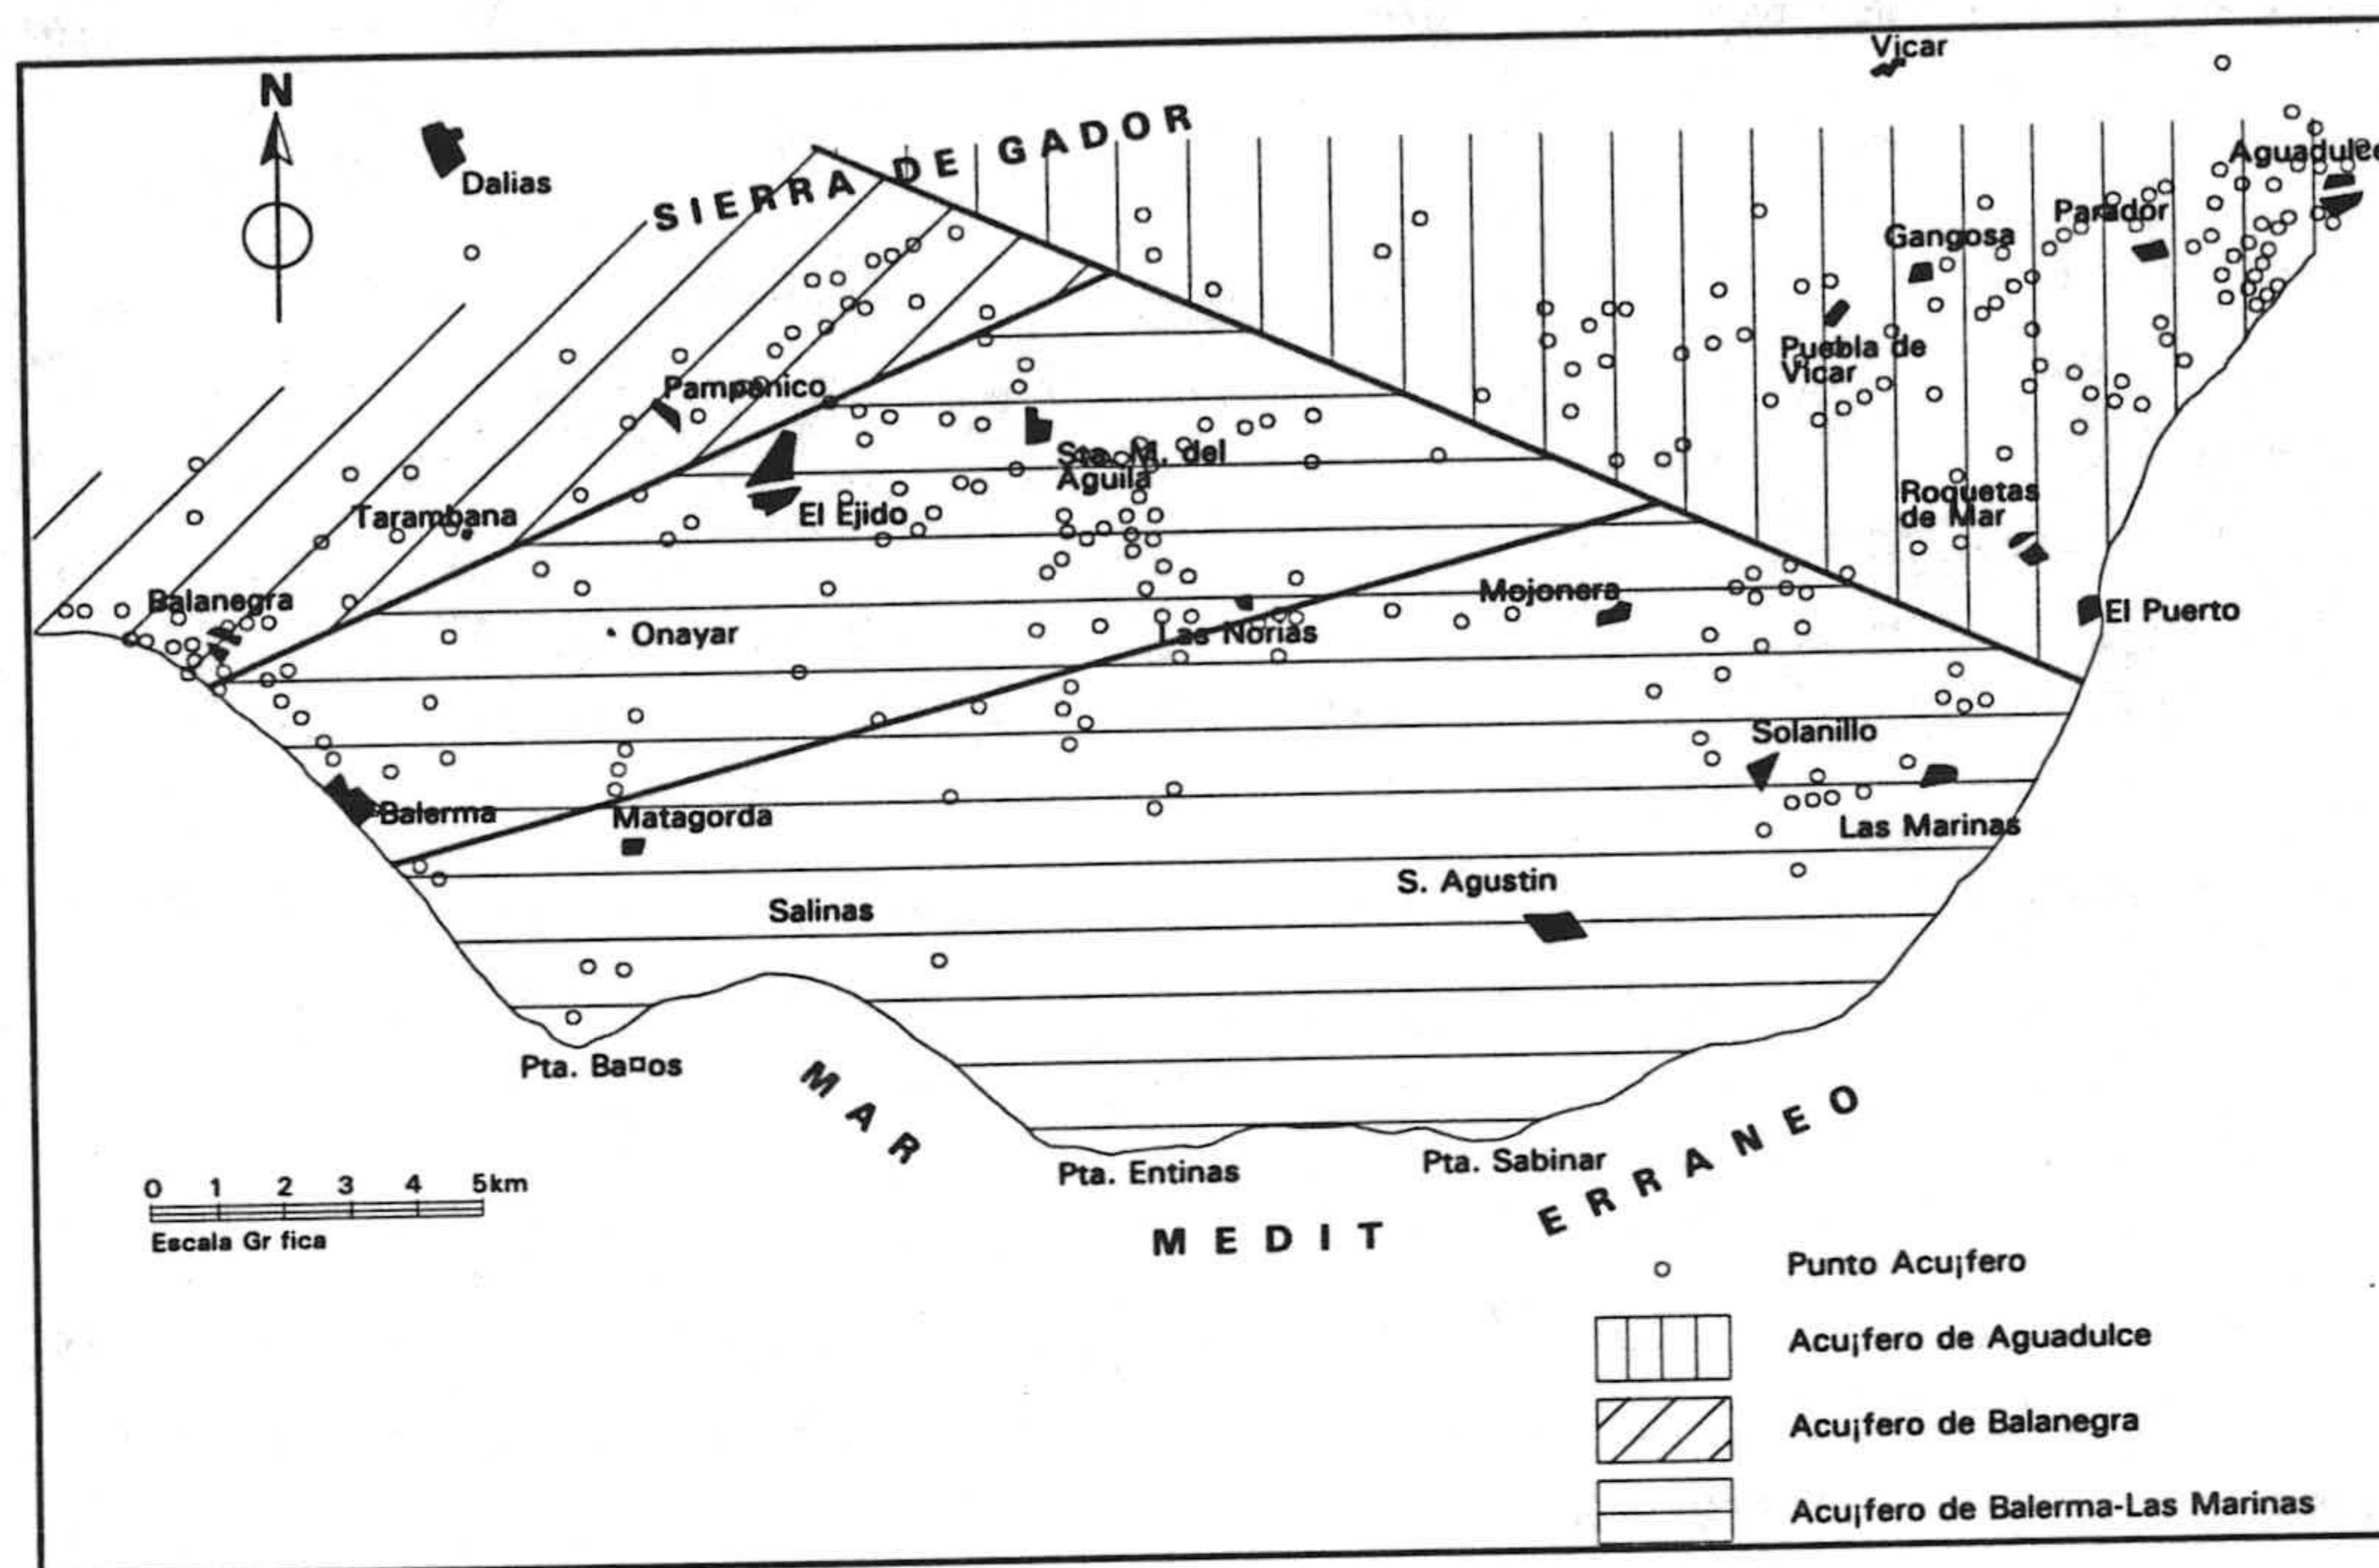 Vicar
N
Dalias
SIERRA DE GADOR
Aguadulce
Parador
Gangosa
Puebla de
Vicar
Pampanico
Sta. M. del
Aguila
El Ejido
Tarambana
Roquetas
de Mar
Balanegra
Onayar
Las Norias
Mojonera
El Puerto
Solanillo
Balerma
Matagorda
Las Marinas
S. Agustin
Salinas
Pta. Ba¤os
MAR
Pta. Entinas
Pta. Sabinar
MEDIT ERRANEO
0 1 2 3 4 5km
Escala Gr fica
Punto Acu¡fero
Acu¡fero de Aguadulce
Acu¡fero de Balanegra
Acu¡fero de Balerma-Las Marinas